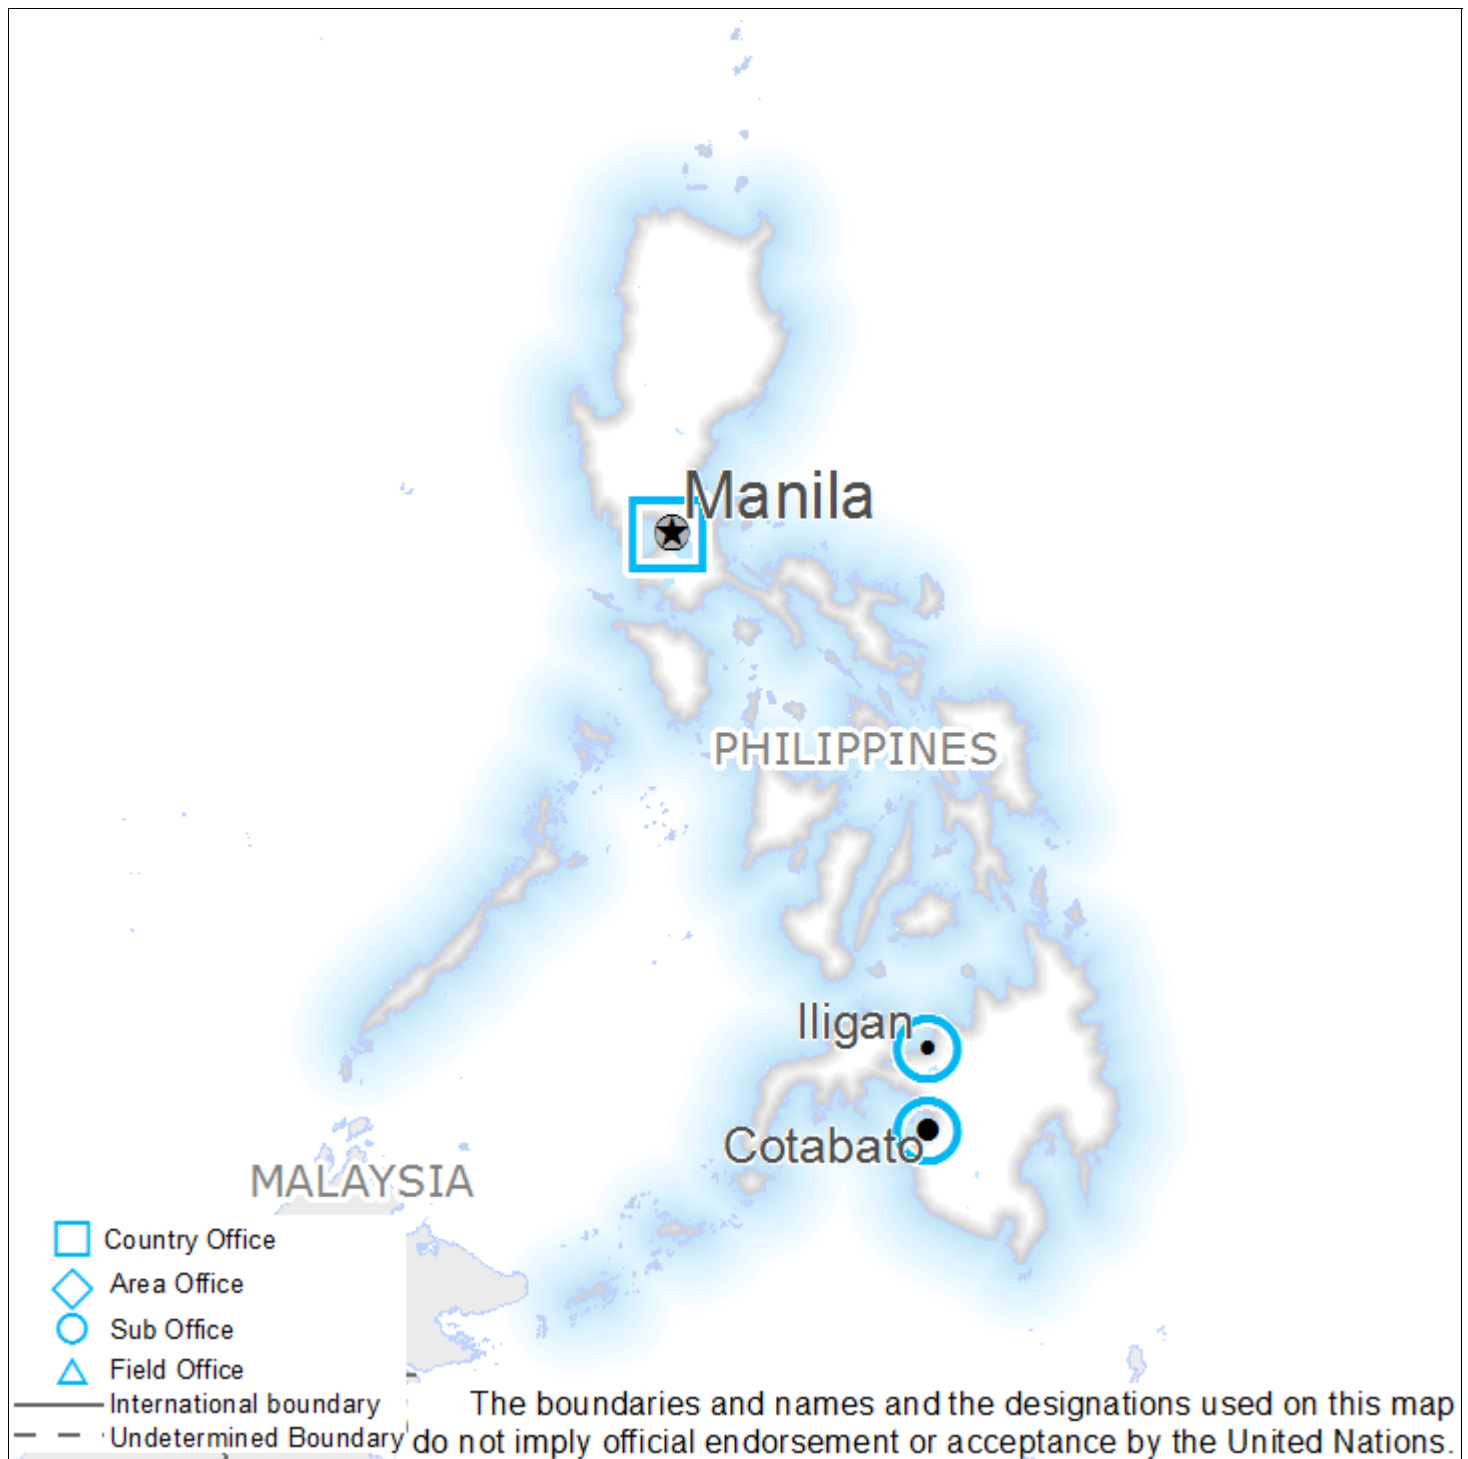 Manila
PHILIPPINES
Iligan
Cotabato
MALAYSIA
Country Office
Area Office
Sub Office
Field Office
International boundary
Undetermined Boundary
The boundaries and names and the designations used on this map
do not imply official endorsement or acceptance by the United Nations.